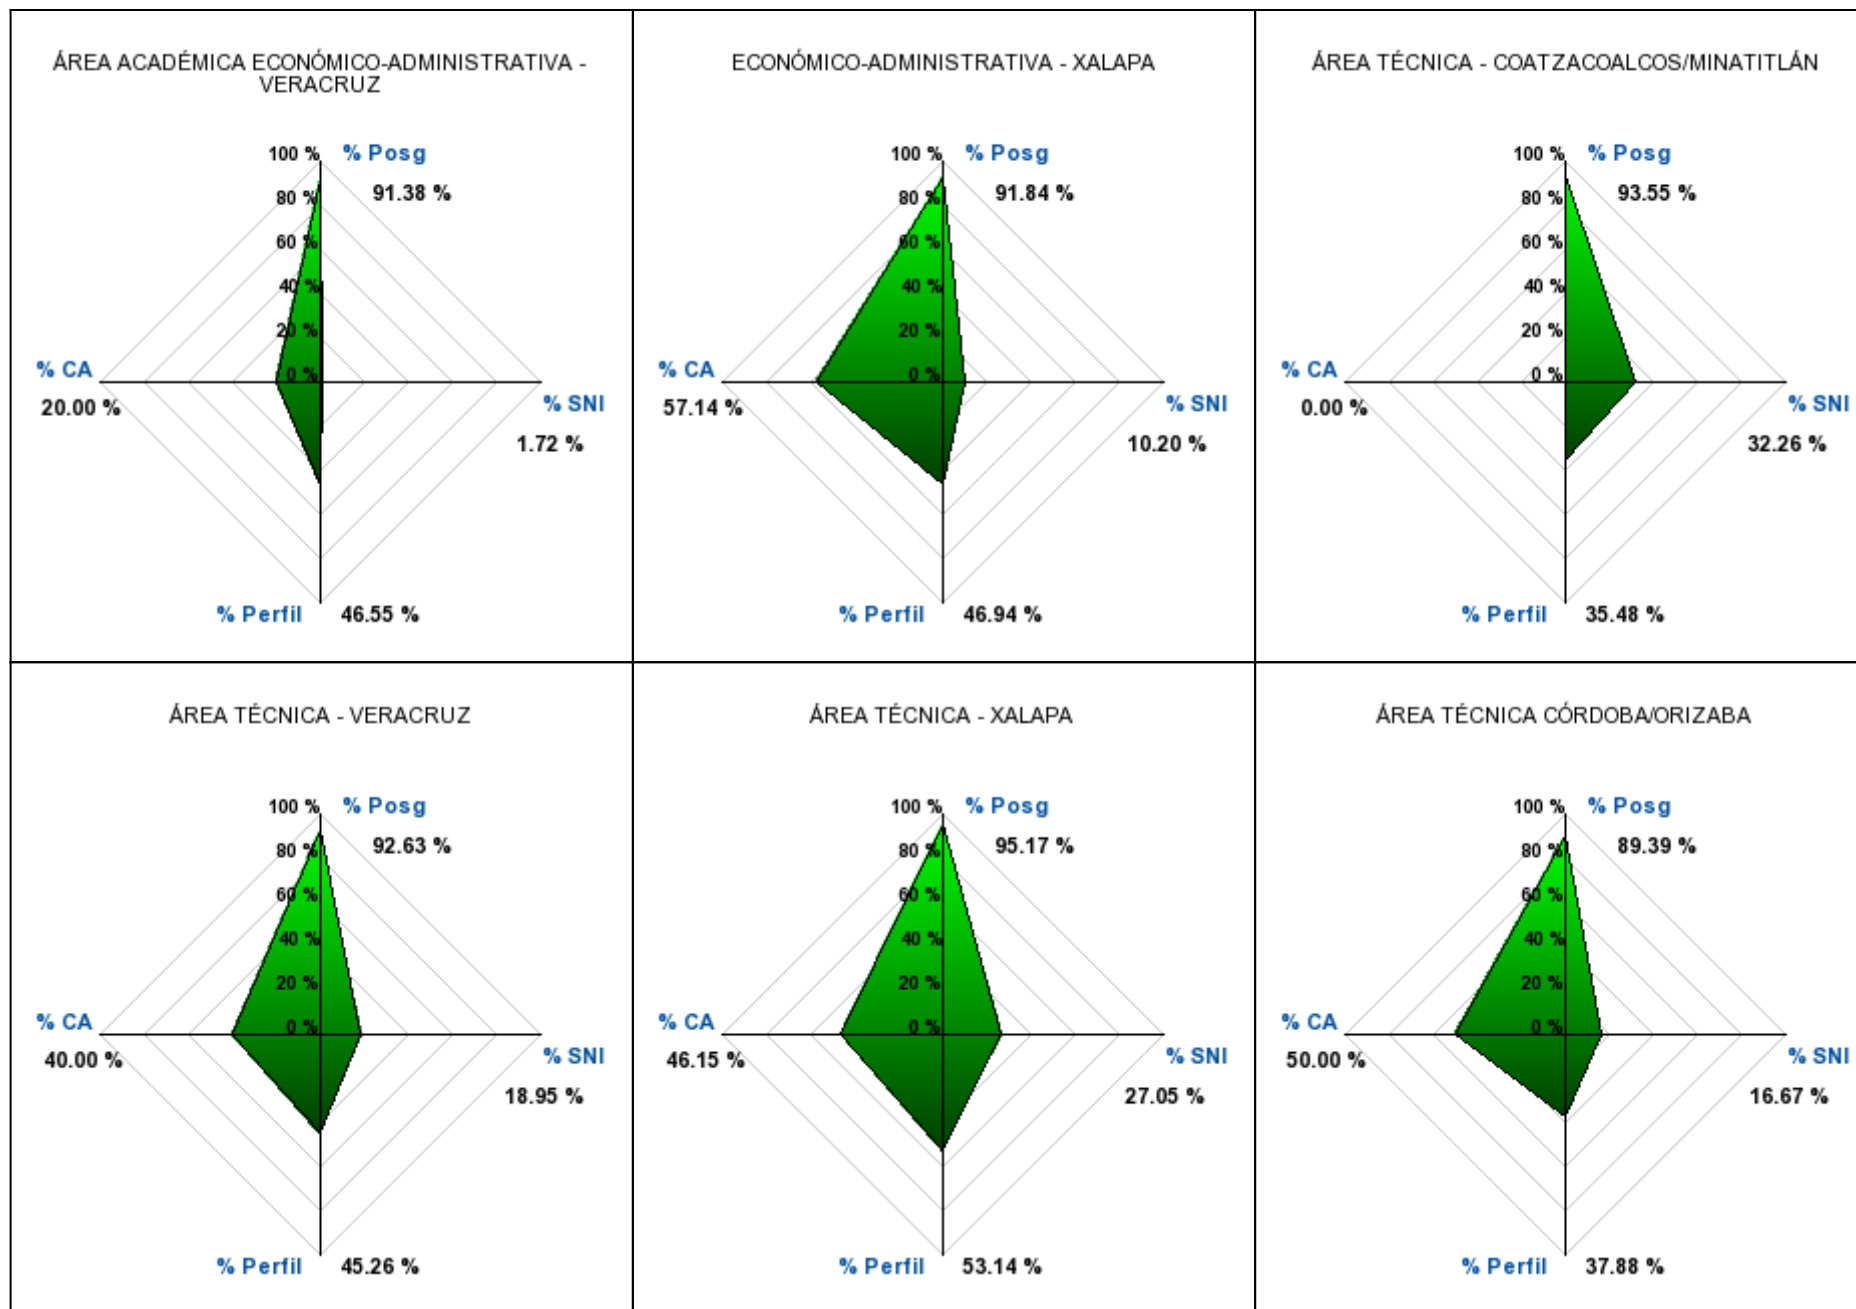 ÁREA ACADÉMICA ECONÓMICO-ADMINISTRATIVA -
VERACRUZ
100 %
% Posg
91.38 %
80 %
60 %
40 %
20 %
0 %
% CA
20.00 %
% SNI
1.72 %
% Perfil
46.55 %
ECONÓMICO-ADMINISTRATIVA - XALAPA
100 %
% Posg
91.84 %
80 %
60 %
40 %
20 %
0 %
% CA
57.14 %
% SNI
10.20 %
% Perfil
46.94 %
ÁREA TÉCNICA - COATZACOALCOS/MINATITLÁN
100 %
% Posg
93.55 %
80 %
60 %
40 %
20 %
0 %
% CA
0.00 %
% SNI
32.26 %
% Perfil
35.48 %
ÁREA TÉCNICA - VERACRUZ
100 %
% Posg
92.63 %
80 %
60 %
40 %
20 %
0 %
% CA
40.00 %
% SNI
18.95 %
% Perfil
45.26 %
ÁREA TÉCNICA - XALAPA
100 %
% Posg
95.17 %
80 %
60 %
40 %
20 %
0 %
% CA
46.15 %
% SNI
27.05 %
% Perfil
53.14 %
ÁREA TÉCNICA CÓRDOBA/ORIZABA
100 %
% Posg
89.39 %
80 %
60 %
40 %
20 %
0 %
% CA
50.00 %
% SNI
16.67 %
% Perfil
37.88 %